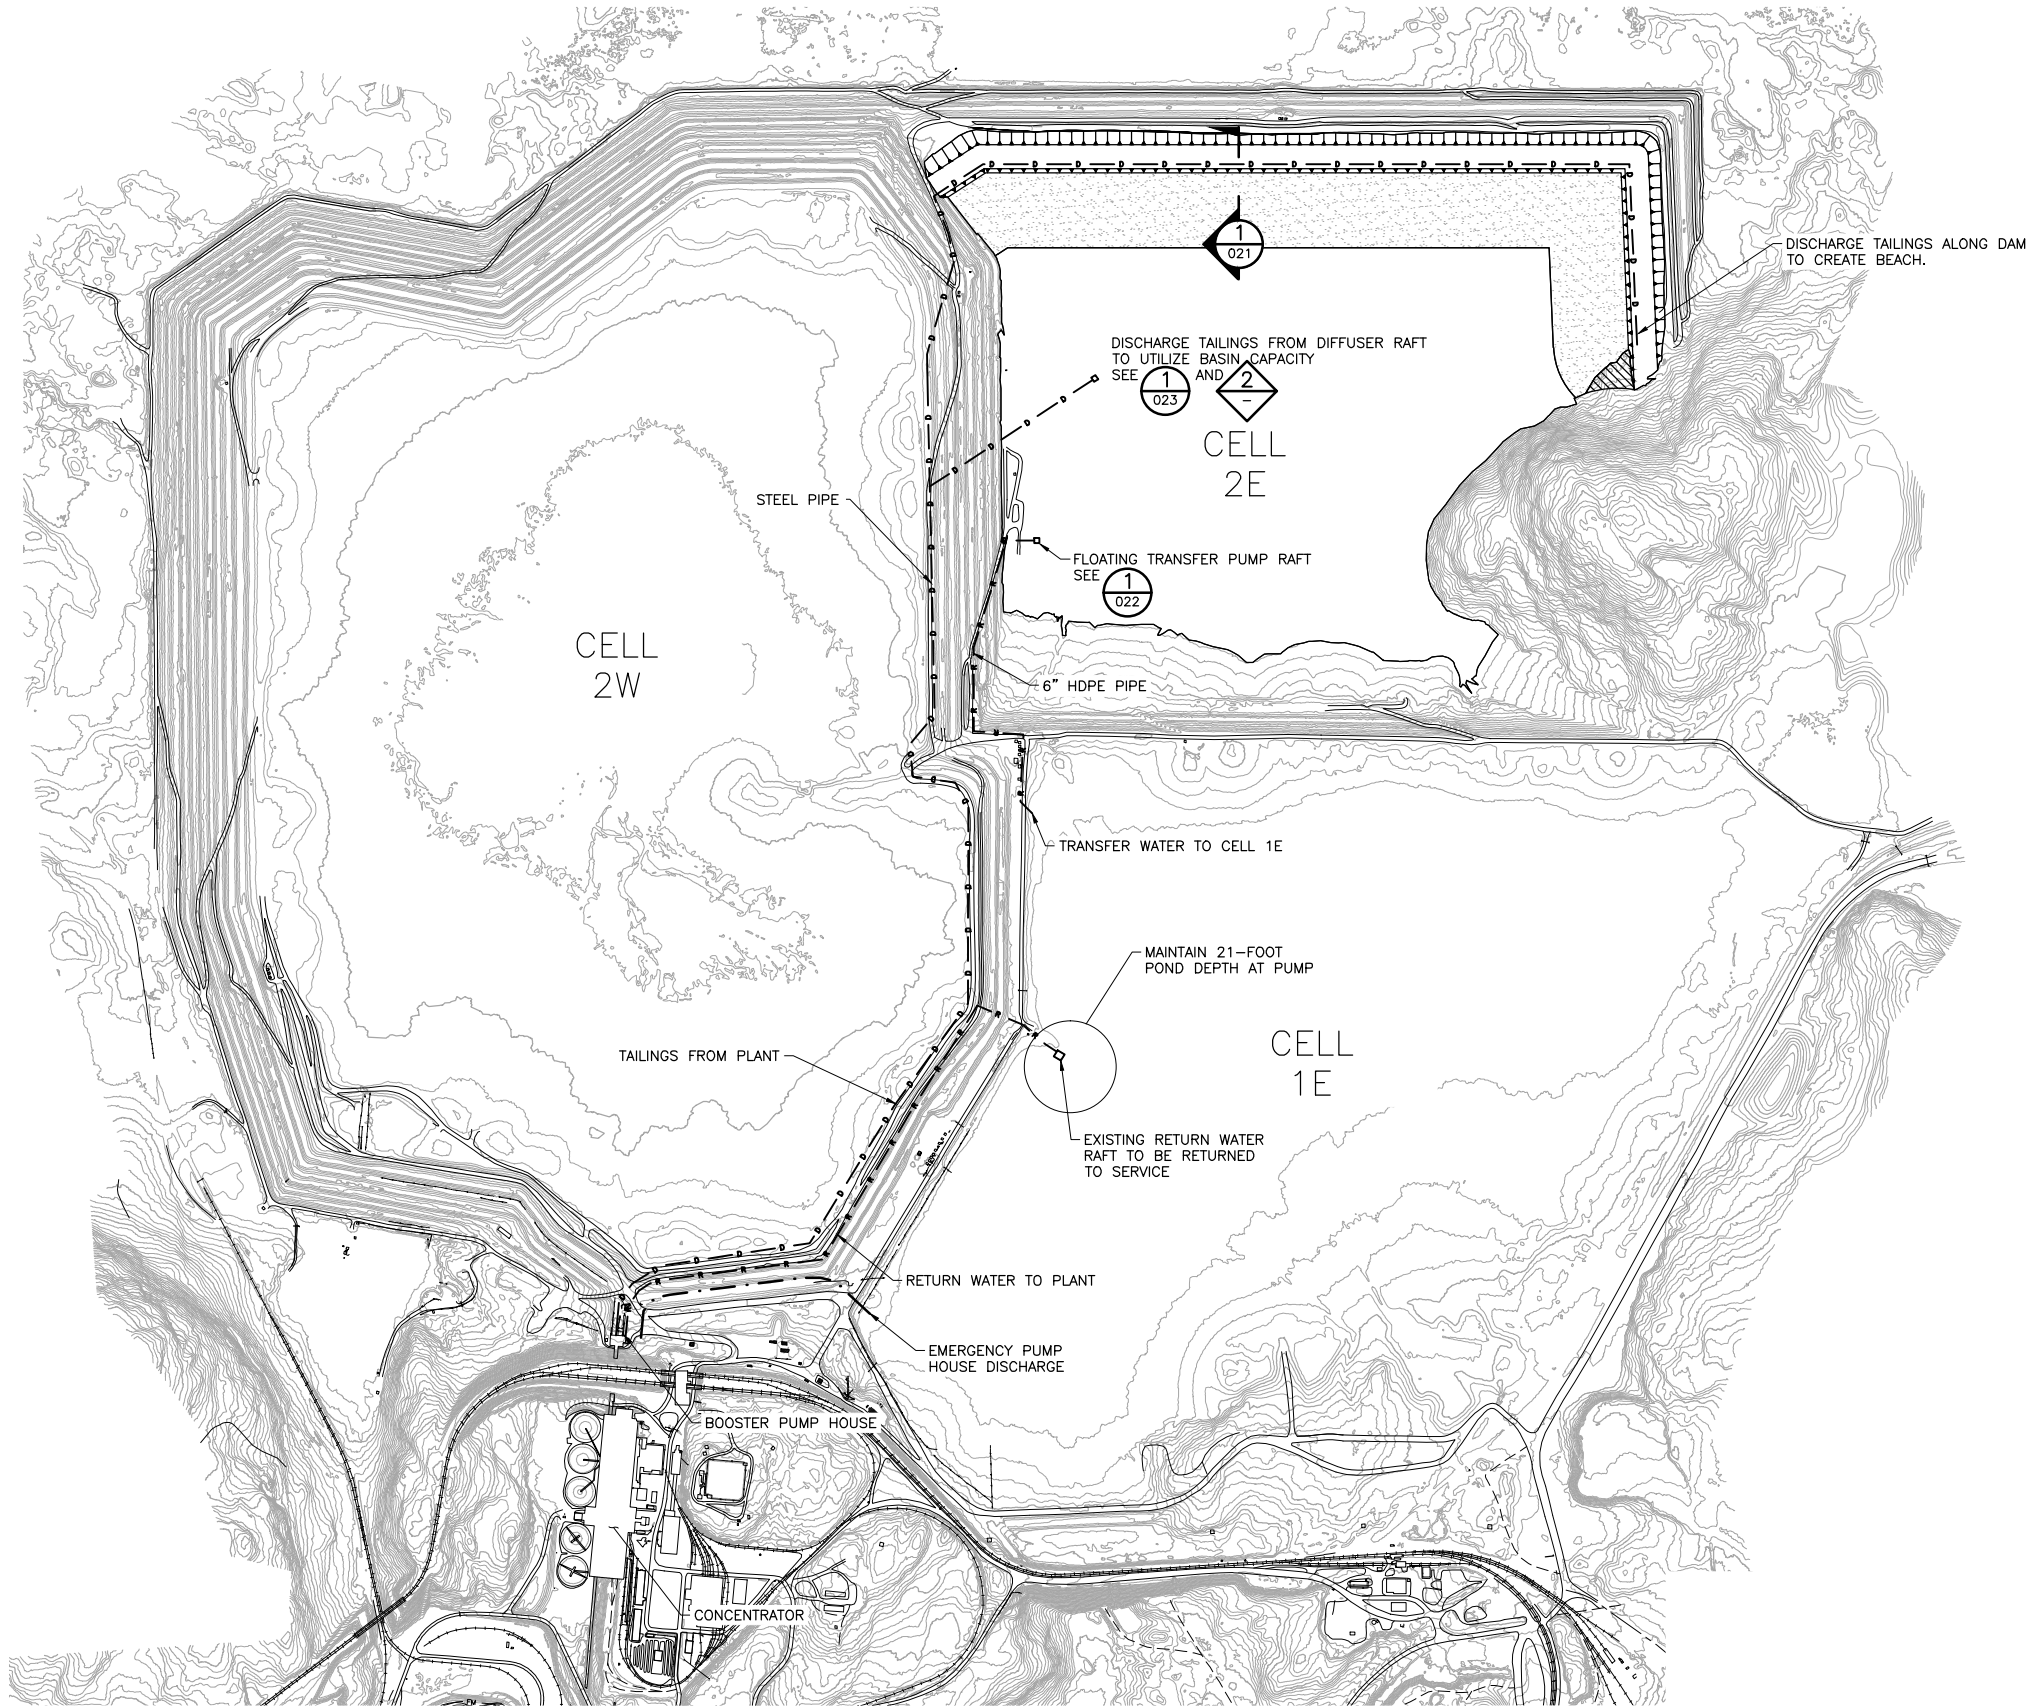 DISCHARGE TAILINGS ALONG DAM
TO CREATE BEACH.
1
021
DISCHARGE TAILINGS FROM DIFFUSER RAFT
TO UTILIZE BASIN CAPACITY
SEE 1 AND 2
023 –
CELL
2E
STEEL PIPE
FLOATING TRANSFER PUMP RAFT
SEE 1
022
CELL
2W
6" HDPE PIPE
TRANSFER WATER TO CELL 1E
MAINTAIN 21–FOOT
POND DEPTH AT PUMP
CELL
1E
TAILINGS FROM PLANT
EXISTING RETURN WATER
RAFT TO BE RETURNED
TO SERVICE
RETURN WATER TO PLANT
EMERGENCY PUMP
HOUSE DISCHARGE
BOOSTER PUMP HOUSE
CONCENTRATOR